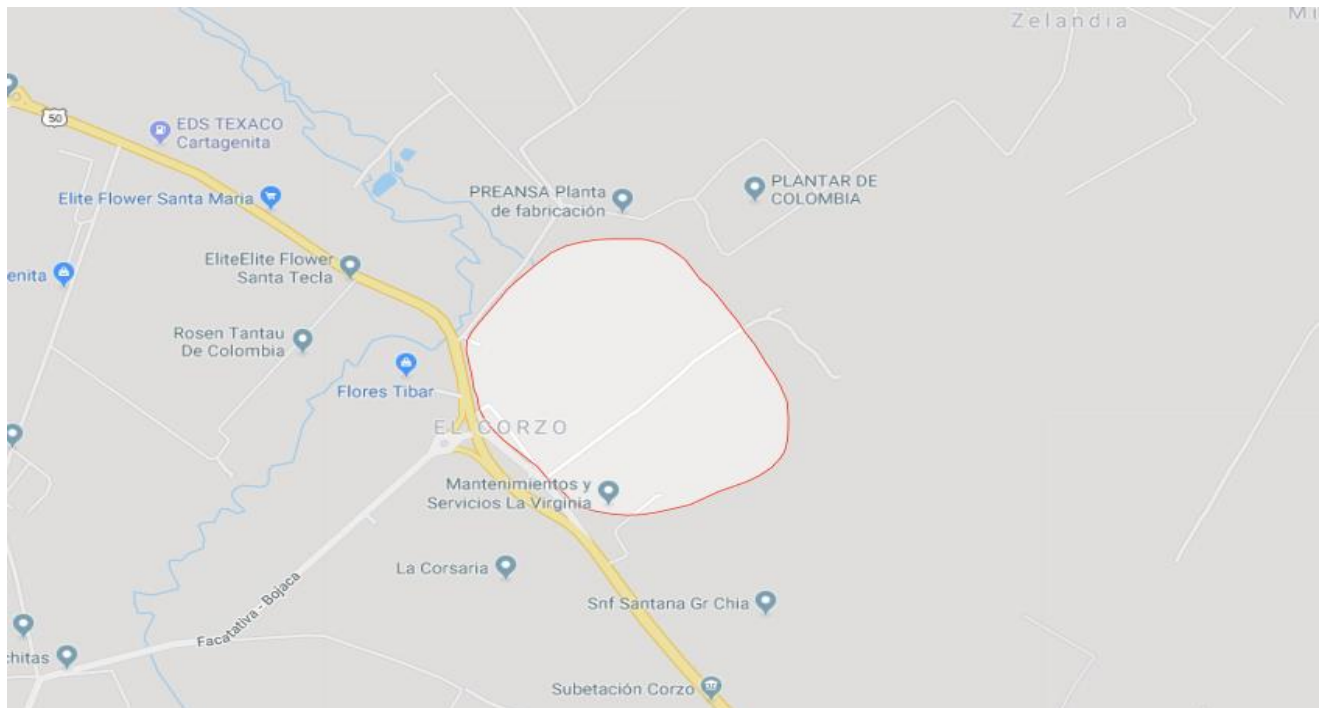 Zelandia
Mi
50
EDS TEXACO
Cartagenita
Elite Flower Santa Maria
PREANSA Planta
de fabricación
PLANTAR DE
COLOMBIA
EliteElite Flower
Santa Tecla
enita
Rosen Tantau
De Colombia
Flores Tibar
EL CORZO
Mantenimientos y
Servicios La Virginia
La Corsaria
Snf Santana Gr Chia
Facatativa - Bojaca
chitas
Subetación Corzo